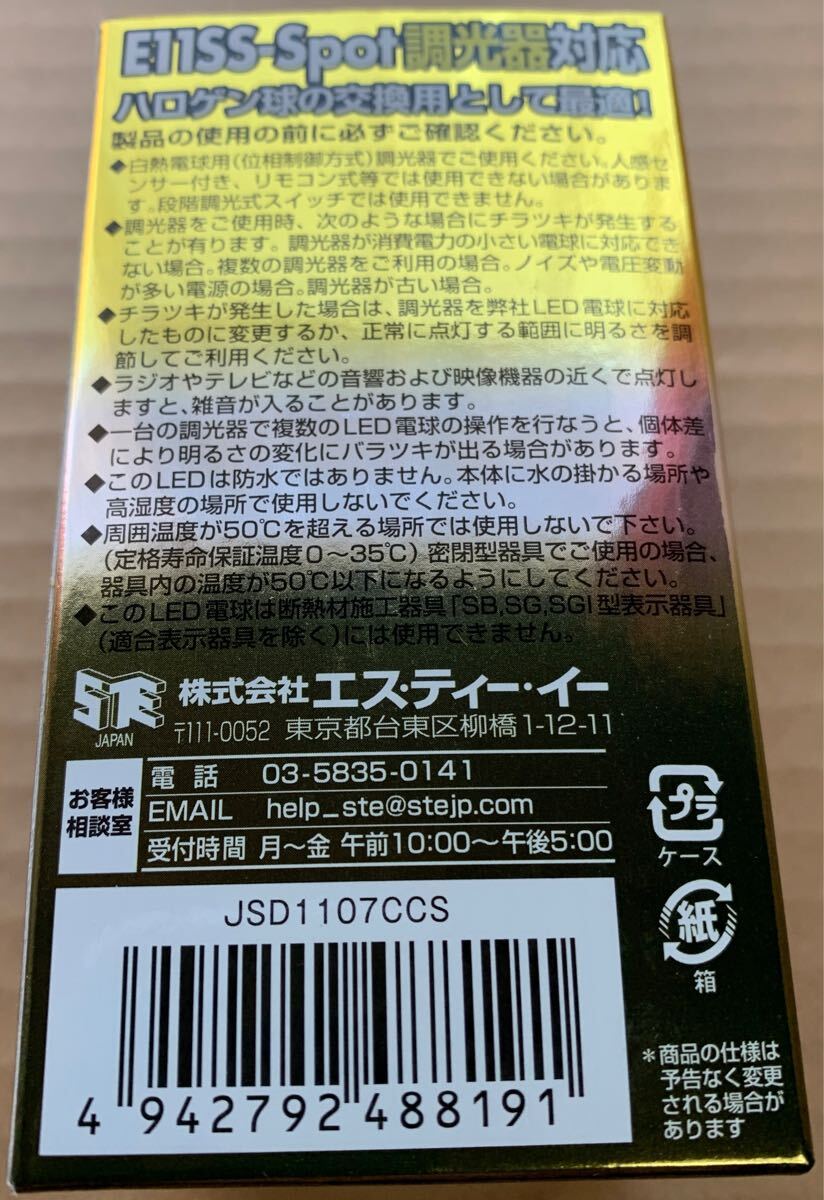 E11SS-Spot調光器対応
ハロゲン球の交換用として最適!
製品の使用の前に必ずご確認ください。
◆白熱電球用(位相制御方式)調光器でご使用ください。人感セ
ンサー付き、リモコン式等では使用できない場合がありま
す。段階調光式スイッチでは使用できません。
◆調光器をご使用時、次のような場合にチラツキが発生する
ことが有ります。調光器が消費電力の小さい電球に対応でき
ない場合。複数の調光器をご利用の場合。ノイズや電圧変動
が多い電源の場合。調光器が古い場合。
◆チラツキが発生した場合は、調光器を弊社LED電球に対応
したものに変更するか、正常に点灯する範囲に明るさを調
節してご利用ください。
◆ラジオやテレビなどの音響および映像機器の近くで点灯し
ますと、雑音が入ることがあります。
◆一台の調光器で複数のLED電球の操作を行なうと、個体差
により明るさの変化にバラツキが出る場合があります。
◆このLEDは防水ではありません。本体に水の掛かる場所や
高湿度の場所で使用しないでください。
◆周囲温度が50℃を超える場所では使用しないで下さい。
(定格寿命保証温度0～35℃)密閉型器具でご使用の場合、
器具内の温度が50℃以下になるようにしてください。
◆このLED電球は断熱材施工器具「SB,SG,SGI型表示器具」
(適合表示器具を除く)には使用できません。
STE
JAPAN
株式会社エス・ティー・イー
〒111-0052 東京都台東区柳橋1-12-11
お客様
相談室
電話 03-5835-0141
EMAIL help_ste@stejp.com
受付時間 月～金 午前10:00～午後5:00
プラ
ケース
紙
箱
JSD1107CCS
4 942792 488191
*商品の仕様は
予告なく変更
される場合が
あります